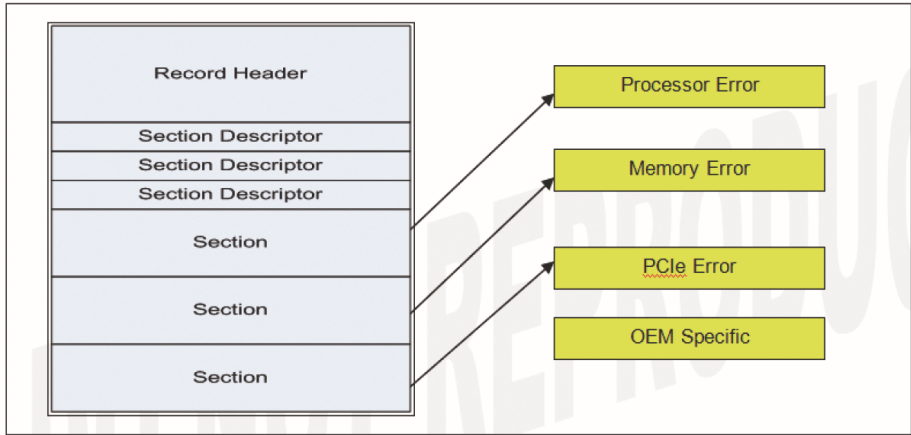 Record Header
Section Descriptor
Section Descriptor
Section Descriptor
Section
Section
Section
Processor Error
Memory Error
PCIe Error
OEM Specific
REPRODUC